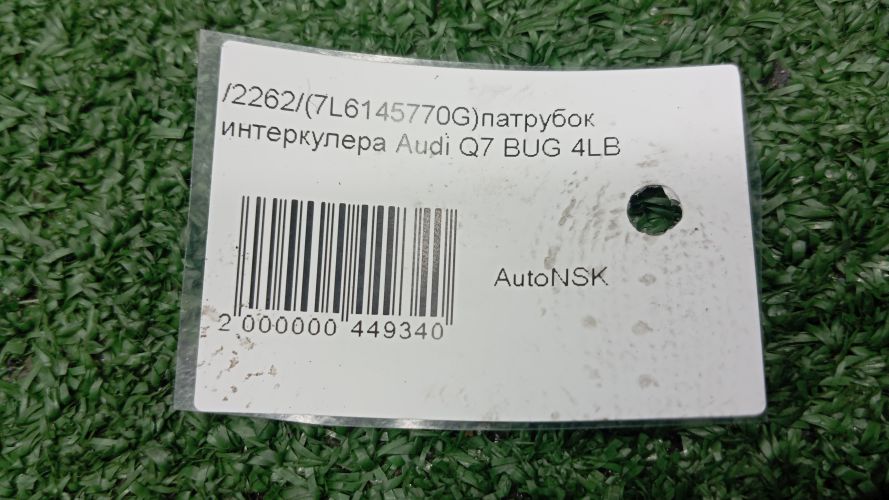 /2262/(7L6145770G)патрубок
интеркулера Audi Q7 BUG 4LB
AutoNSK
2 000000 449340